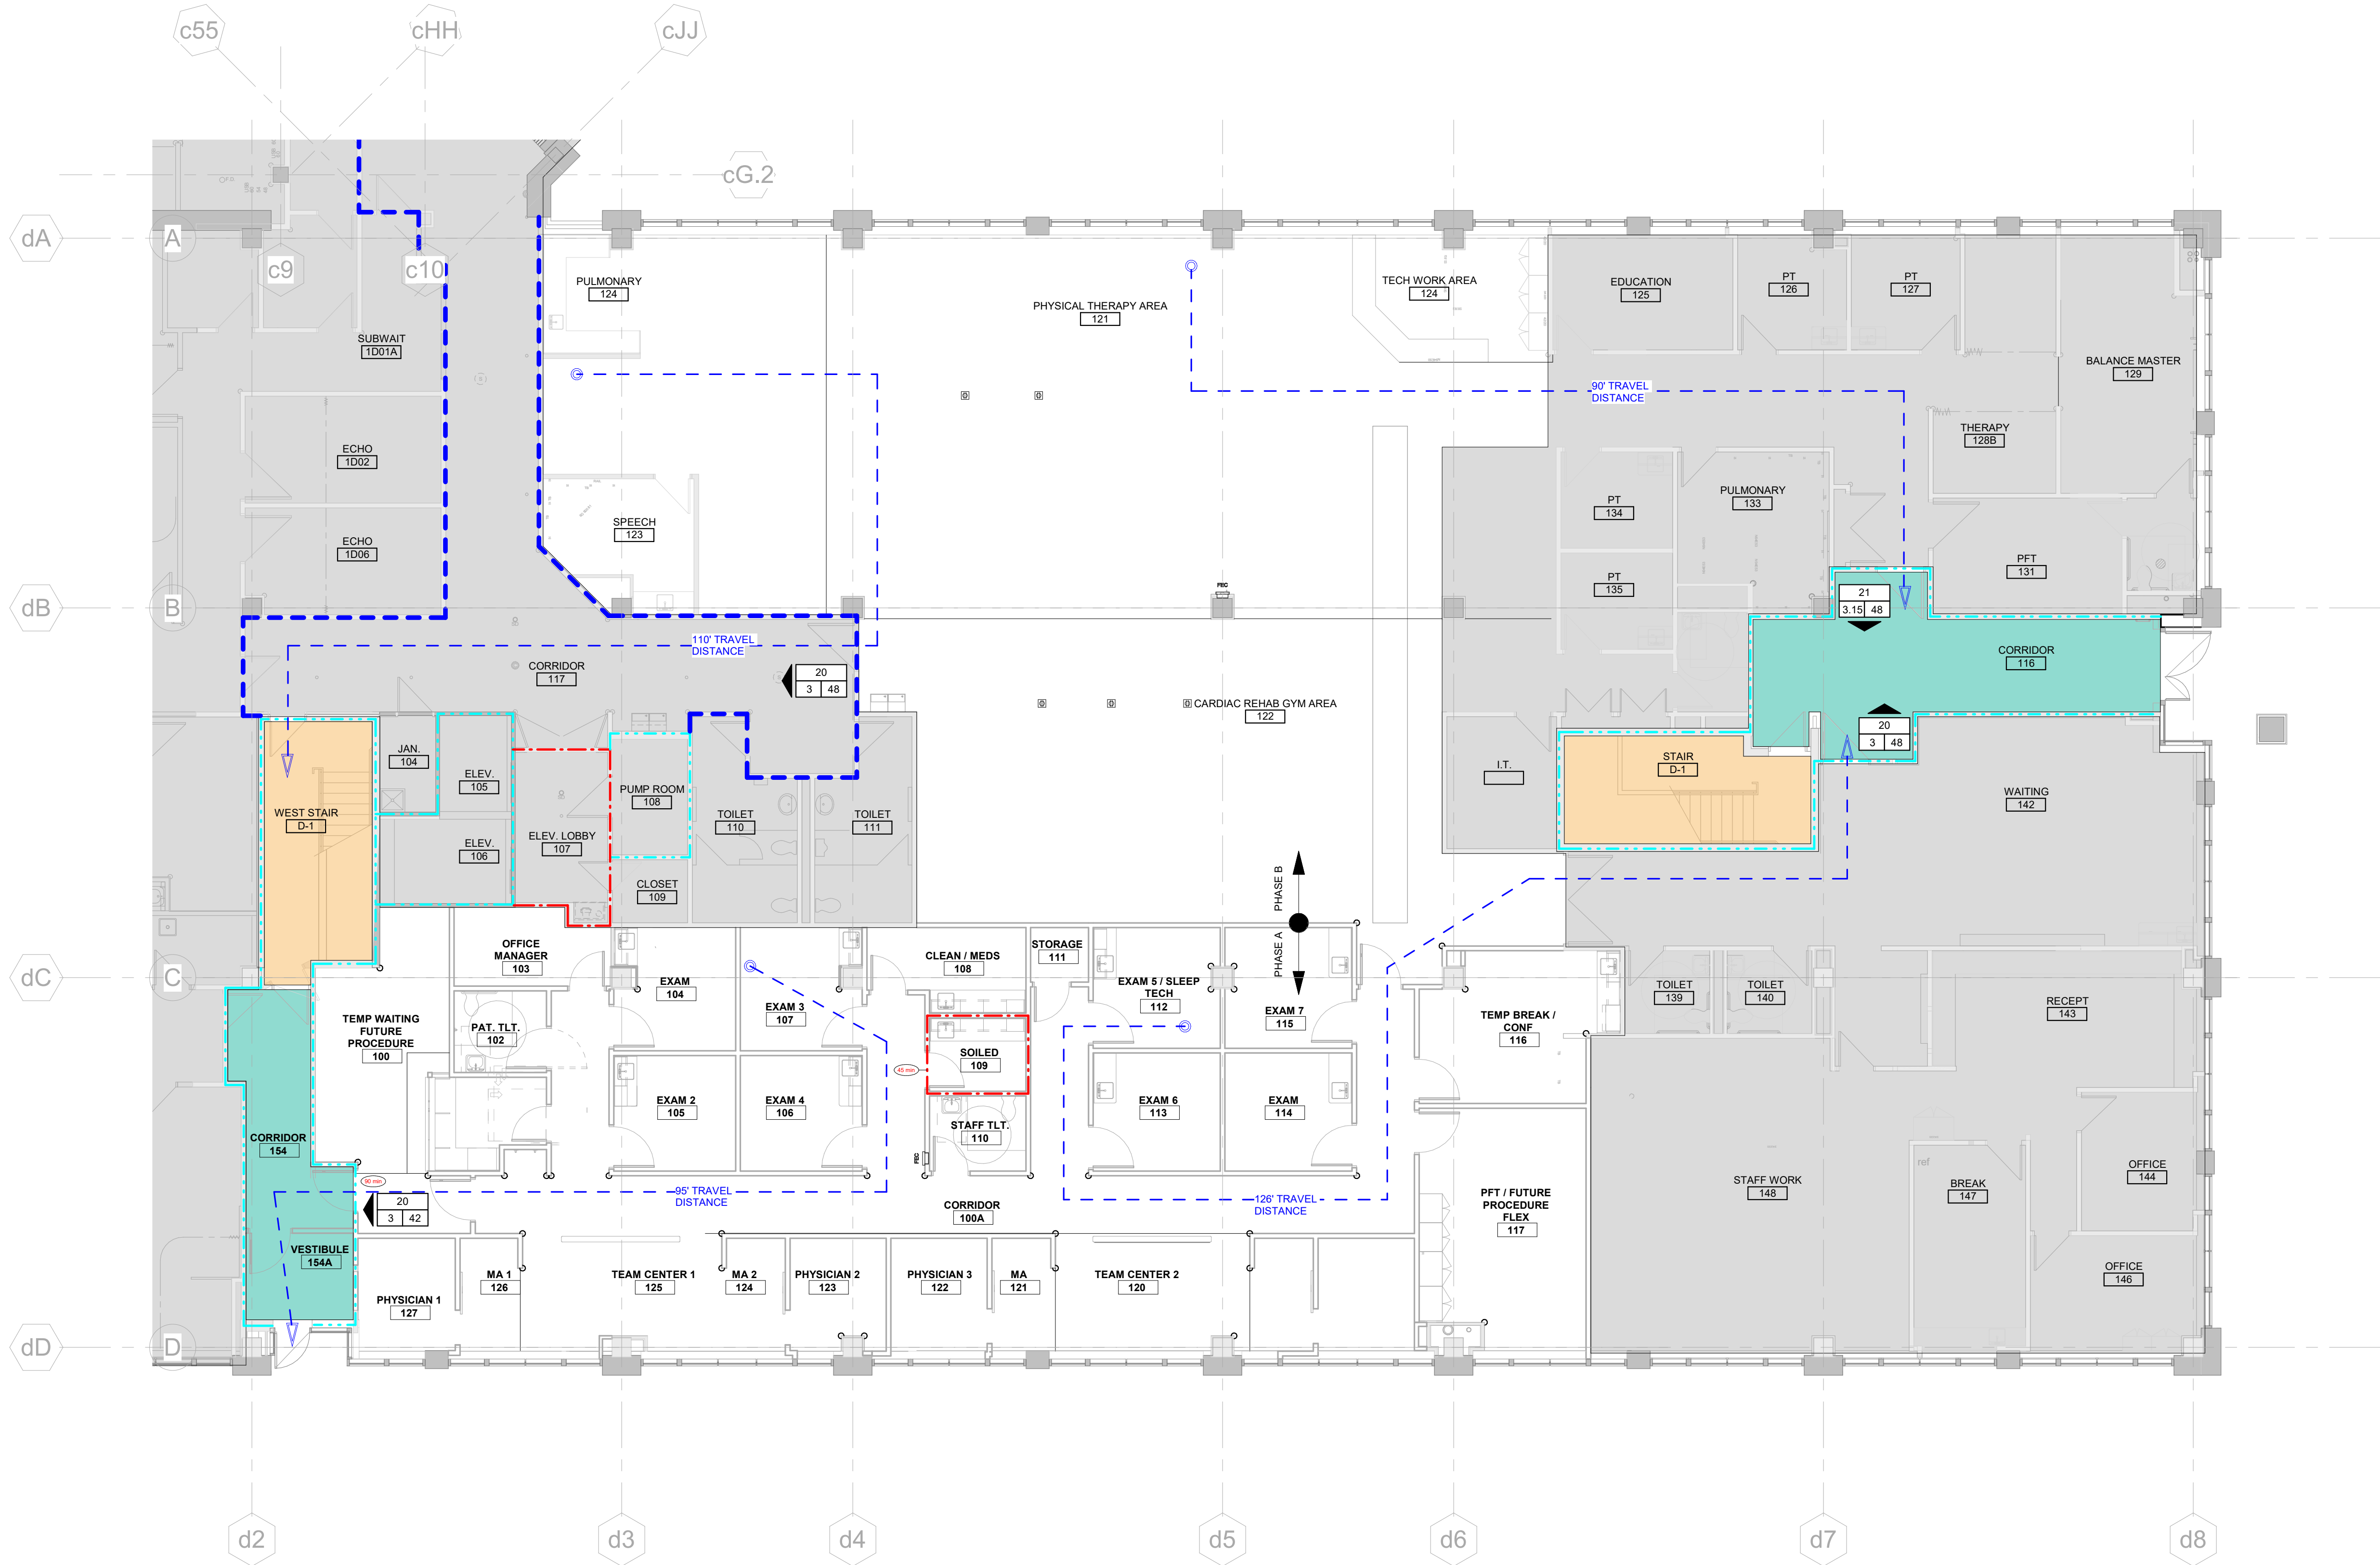 c55
cHH
cJJ
cG.2
dA
A
c9
c10
PULMONARY
124
PHYSICAL THERAPY AREA
121
TECH WORK AREA
124
EDUCATION
125
PT
126
PT
127
SUBWAIT
1D01A
BALANCE MASTER
129
90' TRAVEL
DISTANCE
ECHO
1D02
THERAPY
128B
SPEECH
123
PT
134
PULMONARY
133
ECHO
1D06
PT
135
PFT
131
dB
B
FEC
21
3.15 48
110' TRAVEL
DISTANCE
CORRIDOR
117
20
3 48
CORRIDOR
116
CARDIAC REHAB GYM AREA
122
20
3 48
JAN.
104
ELEV.
105
PUMP ROOM
108
I.T.
STAIR
D-1
WEST STAIR
D-1
TOILET
110
TOILET
111
WAITING
142
ELEV.
106
ELEV. LOBBY
107
CLOSET
109
PHASE B
PHASE A
OFFICE
MANAGER
103
EXAM
104
EXAM 3
107
CLEAN / MEDS
108
STORAGE
111
EXAM 5 / SLEEP
TECH
112
EXAM 7
115
dC
C
TEMP WAITING
FUTURE
PROCEDURE
100
PAT. TLT.
102
TEMP BREAK /
CONF
116
TOILET
139
TOILET
140
RECEPT
143
SOILED
109
45 min
EXAM 2
105
EXAM 4
106
STAFF TLT.
110
EXAM 6
113
EXAM
114
FEC
CORRIDOR
154
90 min
20
3 42
95' TRAVEL
DISTANCE
CORRIDOR
100A
126' TRAVEL
DISTANCE
PFT / FUTURE
PROCEDURE
FLEX
117
STAFF WORK
148
ref
BREAK
147
OFFICE
144
VESTIBULE
154A
PHYSICIAN 1
127
MA 1
126
TEAM CENTER 1
125
MA 2
124
PHYSICIAN 2
123
PHYSICIAN 3
122
MA
121
TEAM CENTER 2
120
OFFICE
146
dD
D
d2
d3
d4
d5
d6
d7
d8